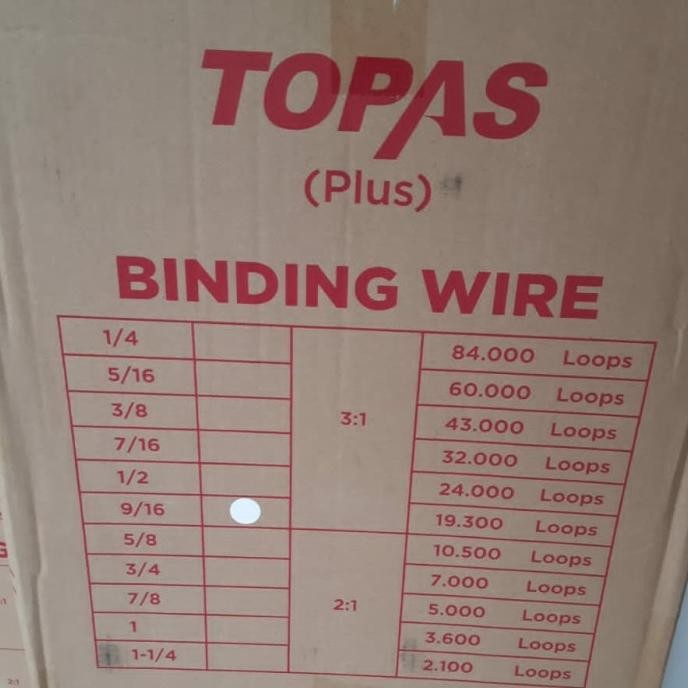 TOPAS
(Plus)
BINDING WIRE
1/4 84.000 Loops
5/16 60.000 Loops
3/8 43.000 Loops
3:1
7/16 32.000 Loops
1/2 24.000 Loops
9/16 19.300 Loops
5/8 10.500 Loops
3/4 7.000 Loops
7/8 2:1 5.000 Loops
1 3.600 Loops
1-1/4 2.100 Loops
G
2:1